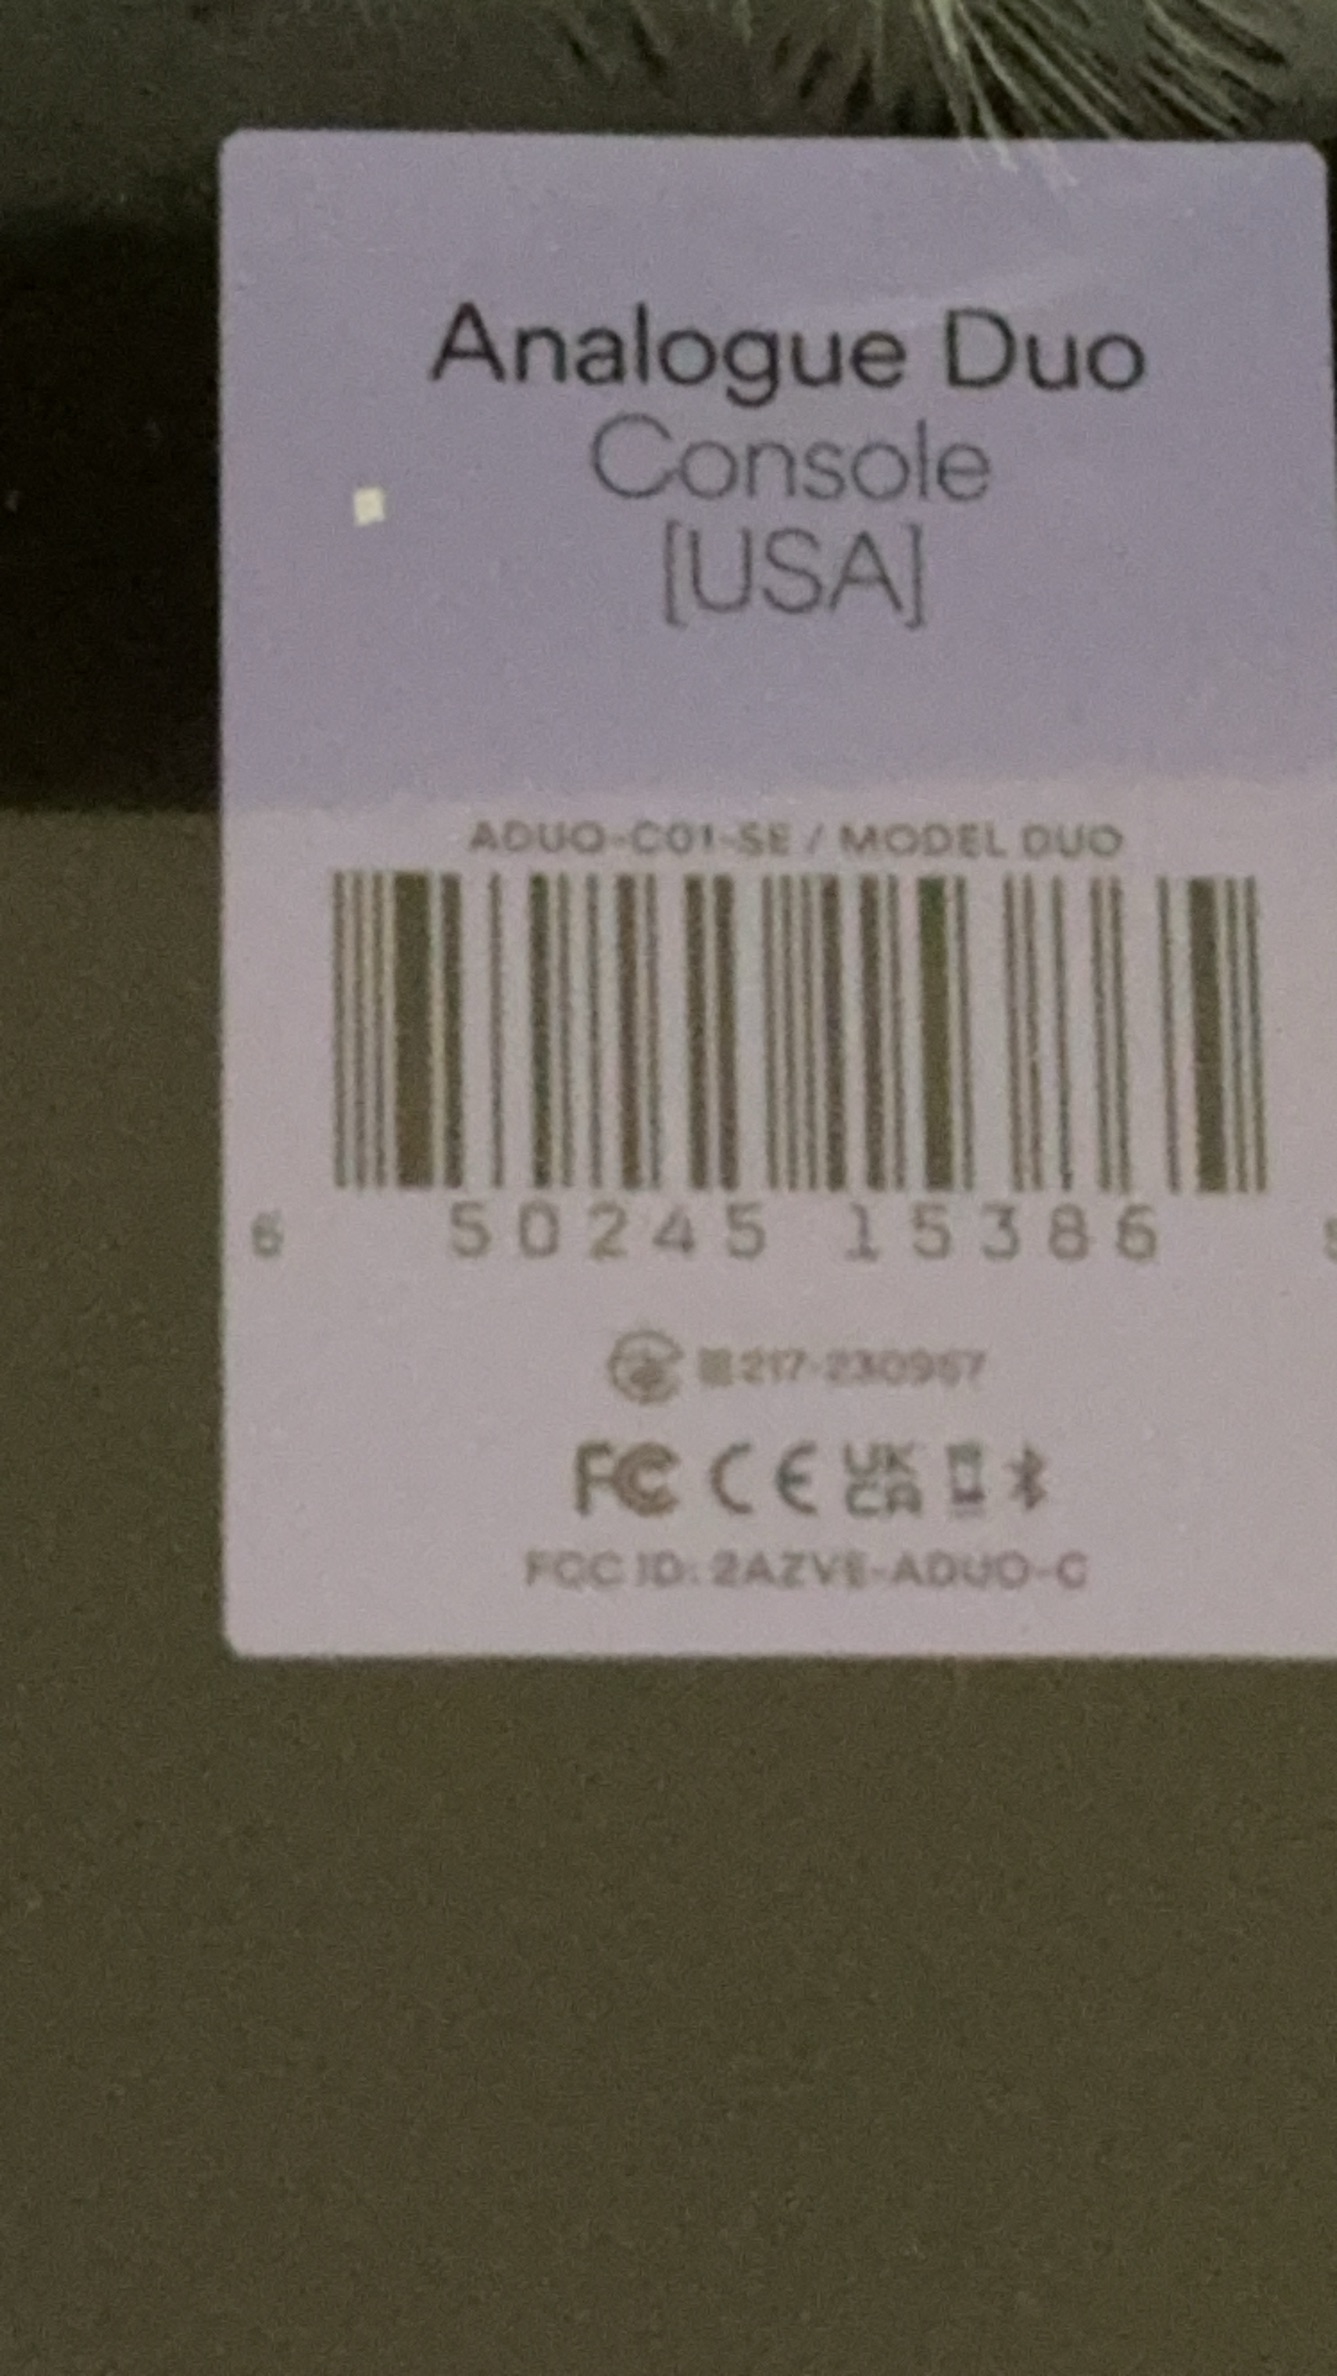 Analogue Duo
Console
[USA]
ADUO-C01-SE / MODEL DUO
6 50245 15386
217-230957
FC CE UK CA
FCC ID: 2AZVE-ADUO-C